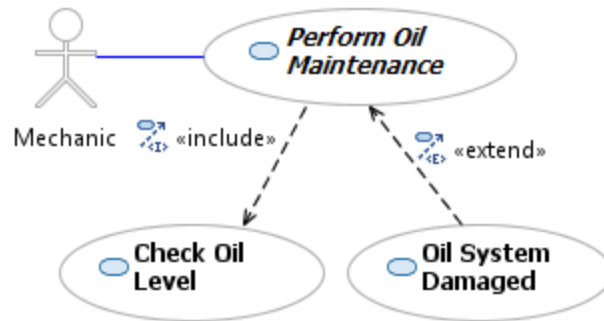 Perform Oil
Maintenance
Mechanic
<I>
«include»
<E>
«extend»
Check Oil
Level
Oil System
Damaged